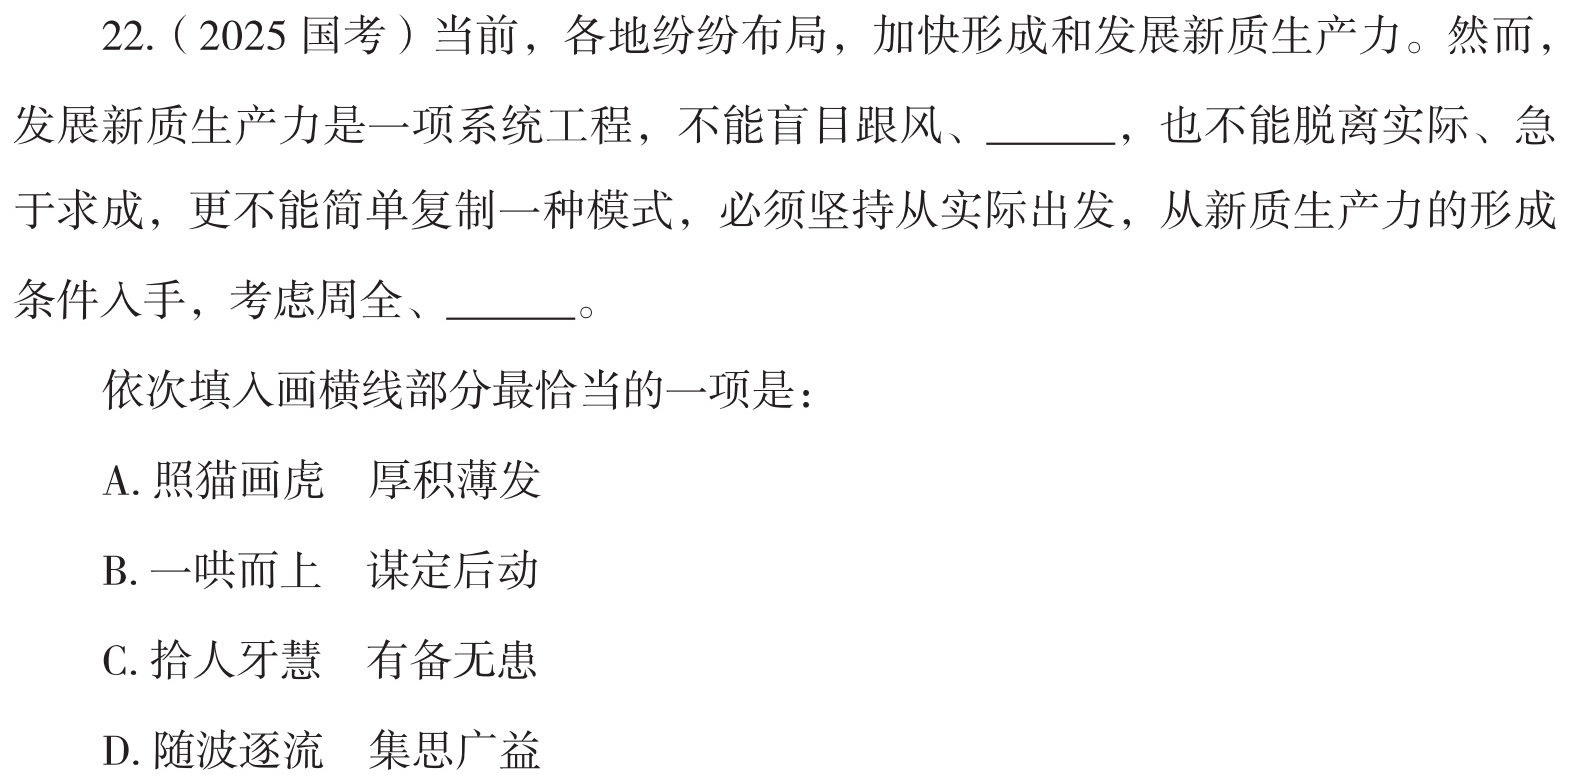 22.（2025 国考）当前，各地纷纷布局，加快形成和发展新质生产力。然而，
发展新质生产力是一项系统工程，不能盲目跟风、______，也不能脱离实际、急
于求成，更不能简单复制一种模式，必须坚持从实际出发，从新质生产力的形成
条件入手，考虑周全、______。
依次填入画横线部分最恰当的一项是：
A. 照猫画虎　厚积薄发
B. 一哄而上　谋定后动
C. 拾人牙慧　有备无患
D. 随波逐流　集思广益